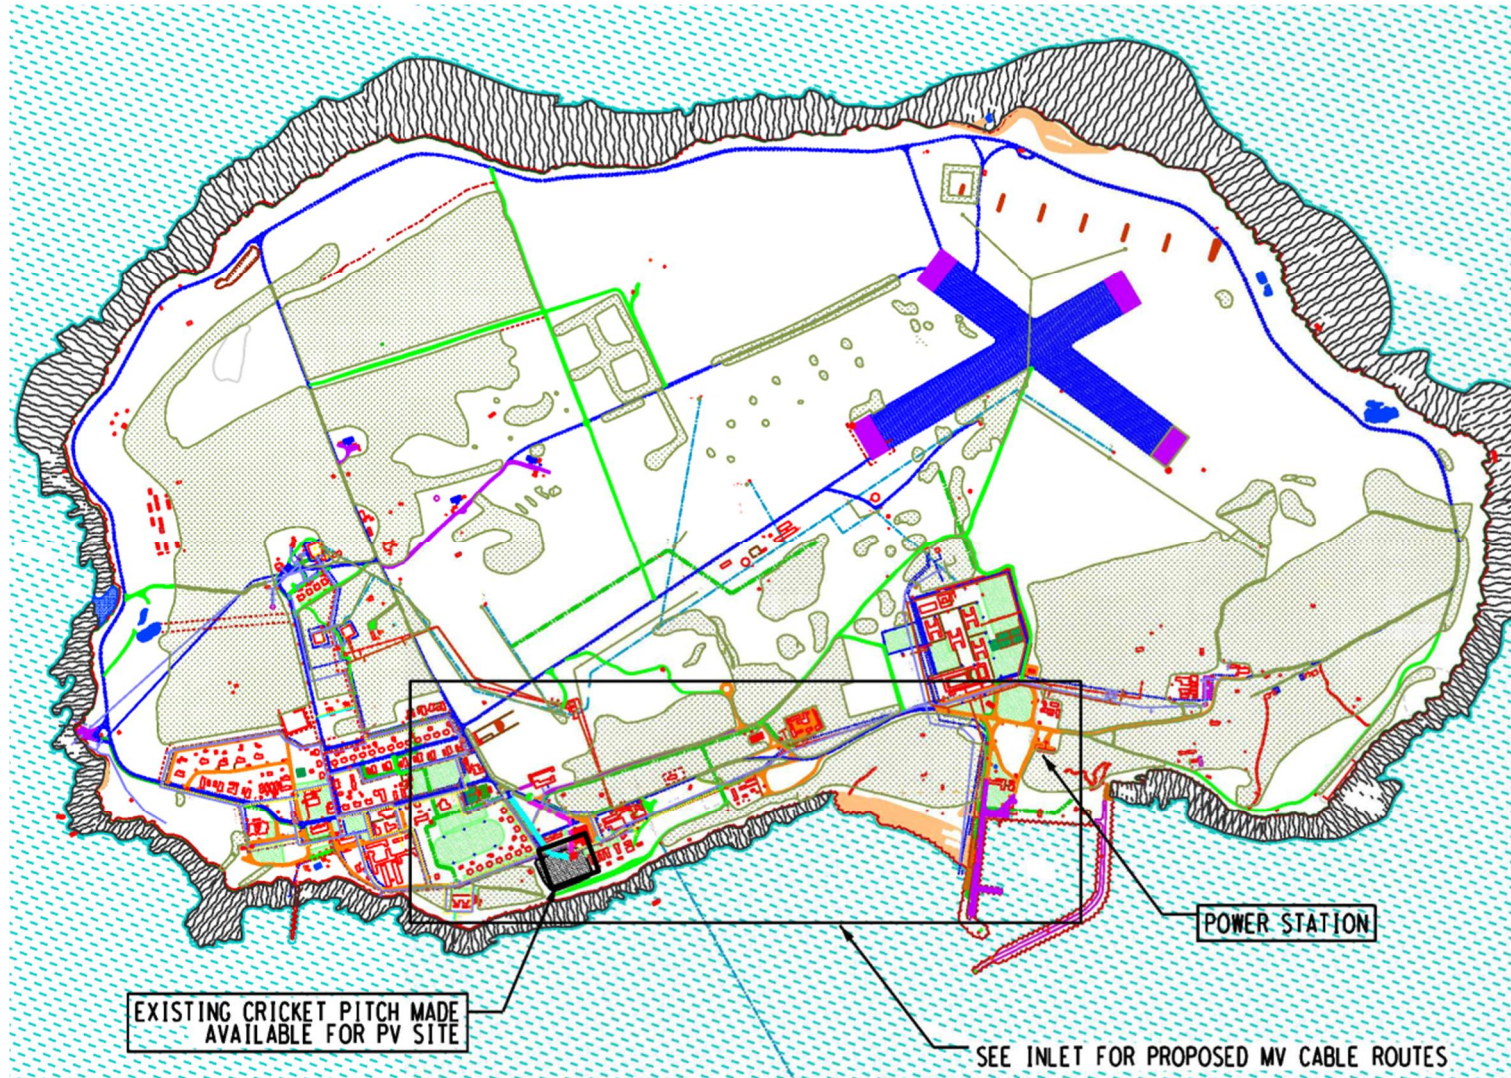 POWER STATION
EXISTING CRICKET PITCH MADE
AVAILABLE FOR PV SITE
SEE INLET FOR PROPOSED MV CABLE ROUTES